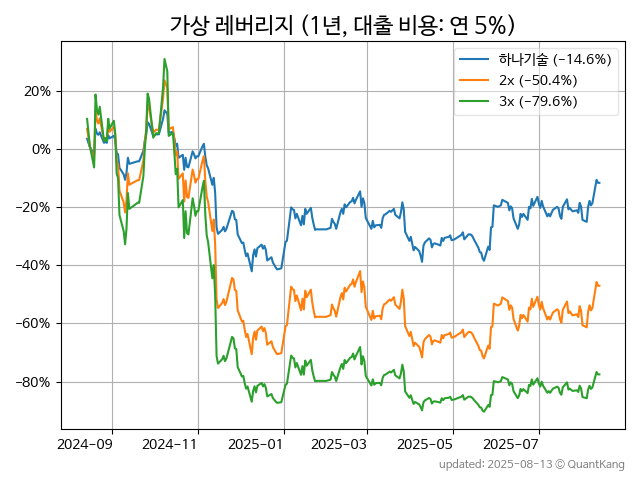 가상 레버리지 (1년, 대출 비용: 연 5%)
하나기술 (−14.6%)
2x (−50.4%)
3x (−79.6%)
20%
0%
−20%
−40%
−60%
−80%
2024-09
2024-11
2025-01
2025-03
2025-05
2025-07
updated: 2025-08-13 © QuantKang